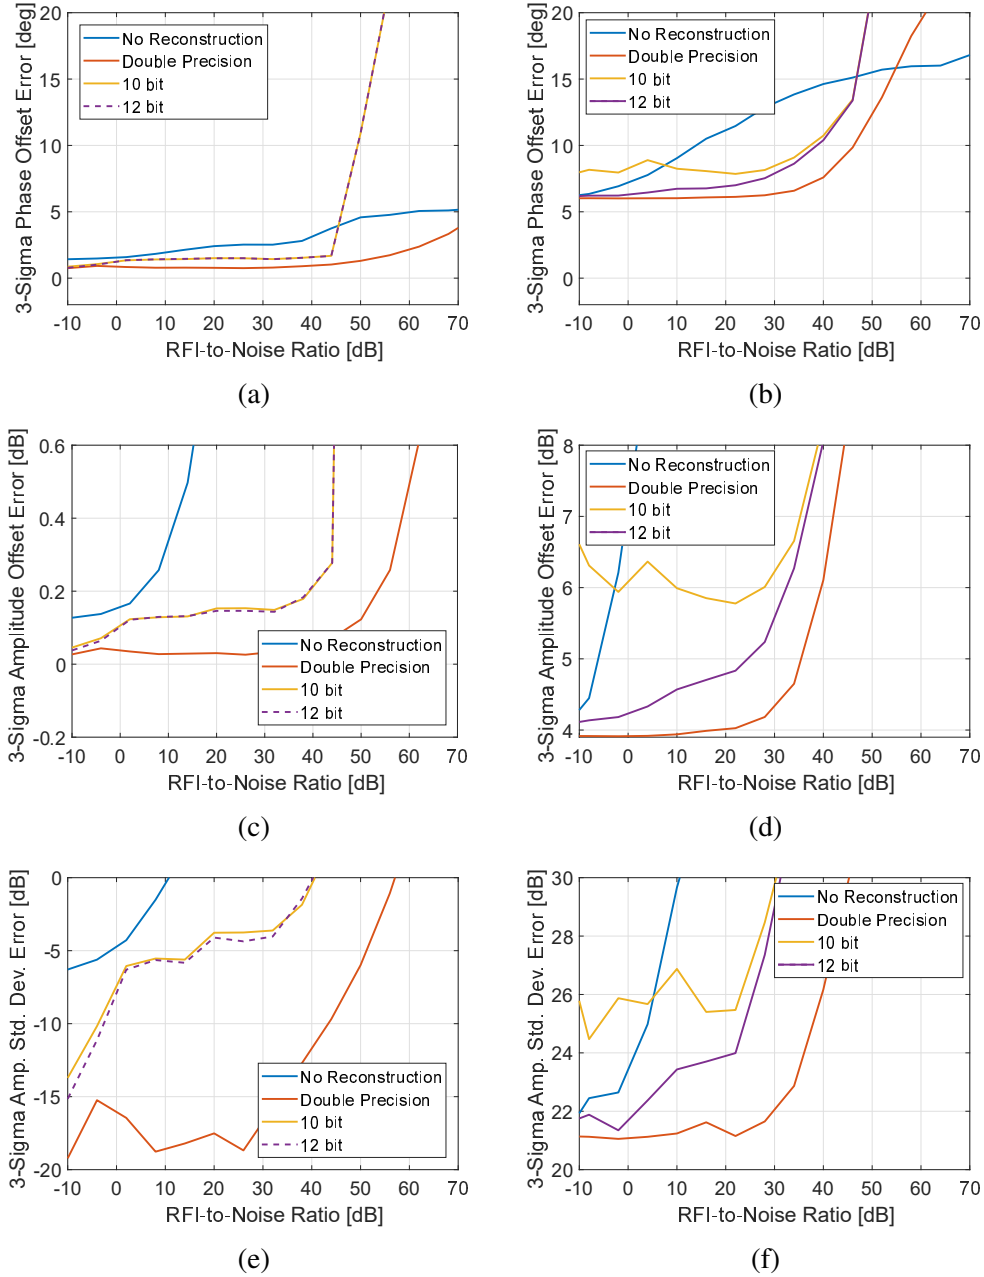 3-Sigma Phase Offset Error [deg]
20
15
10
5
0
No Reconstruction
Double Precision
10 bit
12 bit
-10 0 10 20 30 40 50 60 70
RFI-to-Noise Ratio [dB]
(a)
3-Sigma Phase Offset Error [deg]
20
15
10
5
0
No Reconstruction
Double Precision
10 bit
12 bit
-10 0 10 20 30 40 50 60 70
RFI-to-Noise Ratio [dB]
(b)
3-Sigma Amplitude Offset Error [dB]
0.6
0.4
0.2
0
-0.2
No Reconstruction
Double Precision
10 bit
12 bit
-10 0 10 20 30 40 50 60 70
RFI-to-Noise Ratio [dB]
(c)
3-Sigma Amplitude Offset Error [dB]
8
7
6
5
4
No Reconstruction
Double Precision
10 bit
12 bit
-10 0 10 20 30 40 50 60 70
RFI-to-Noise Ratio [dB]
(d)
3-Sigma Amp. Std. Dev. Error [dB]
0
-5
-10
-15
-20
No Reconstruction
Double Precision
10 bit
12 bit
-10 0 10 20 30 40 50 60 70
RFI-to-Noise Ratio [dB]
(e)
3-Sigma Amp. Std. Dev. Error [dB]
30
28
26
24
22
20
No Reconstruction
Double Precision
10 bit
12 bit
-10 0 10 20 30 40 50 60 70
RFI-to-Noise Ratio [dB]
(f)